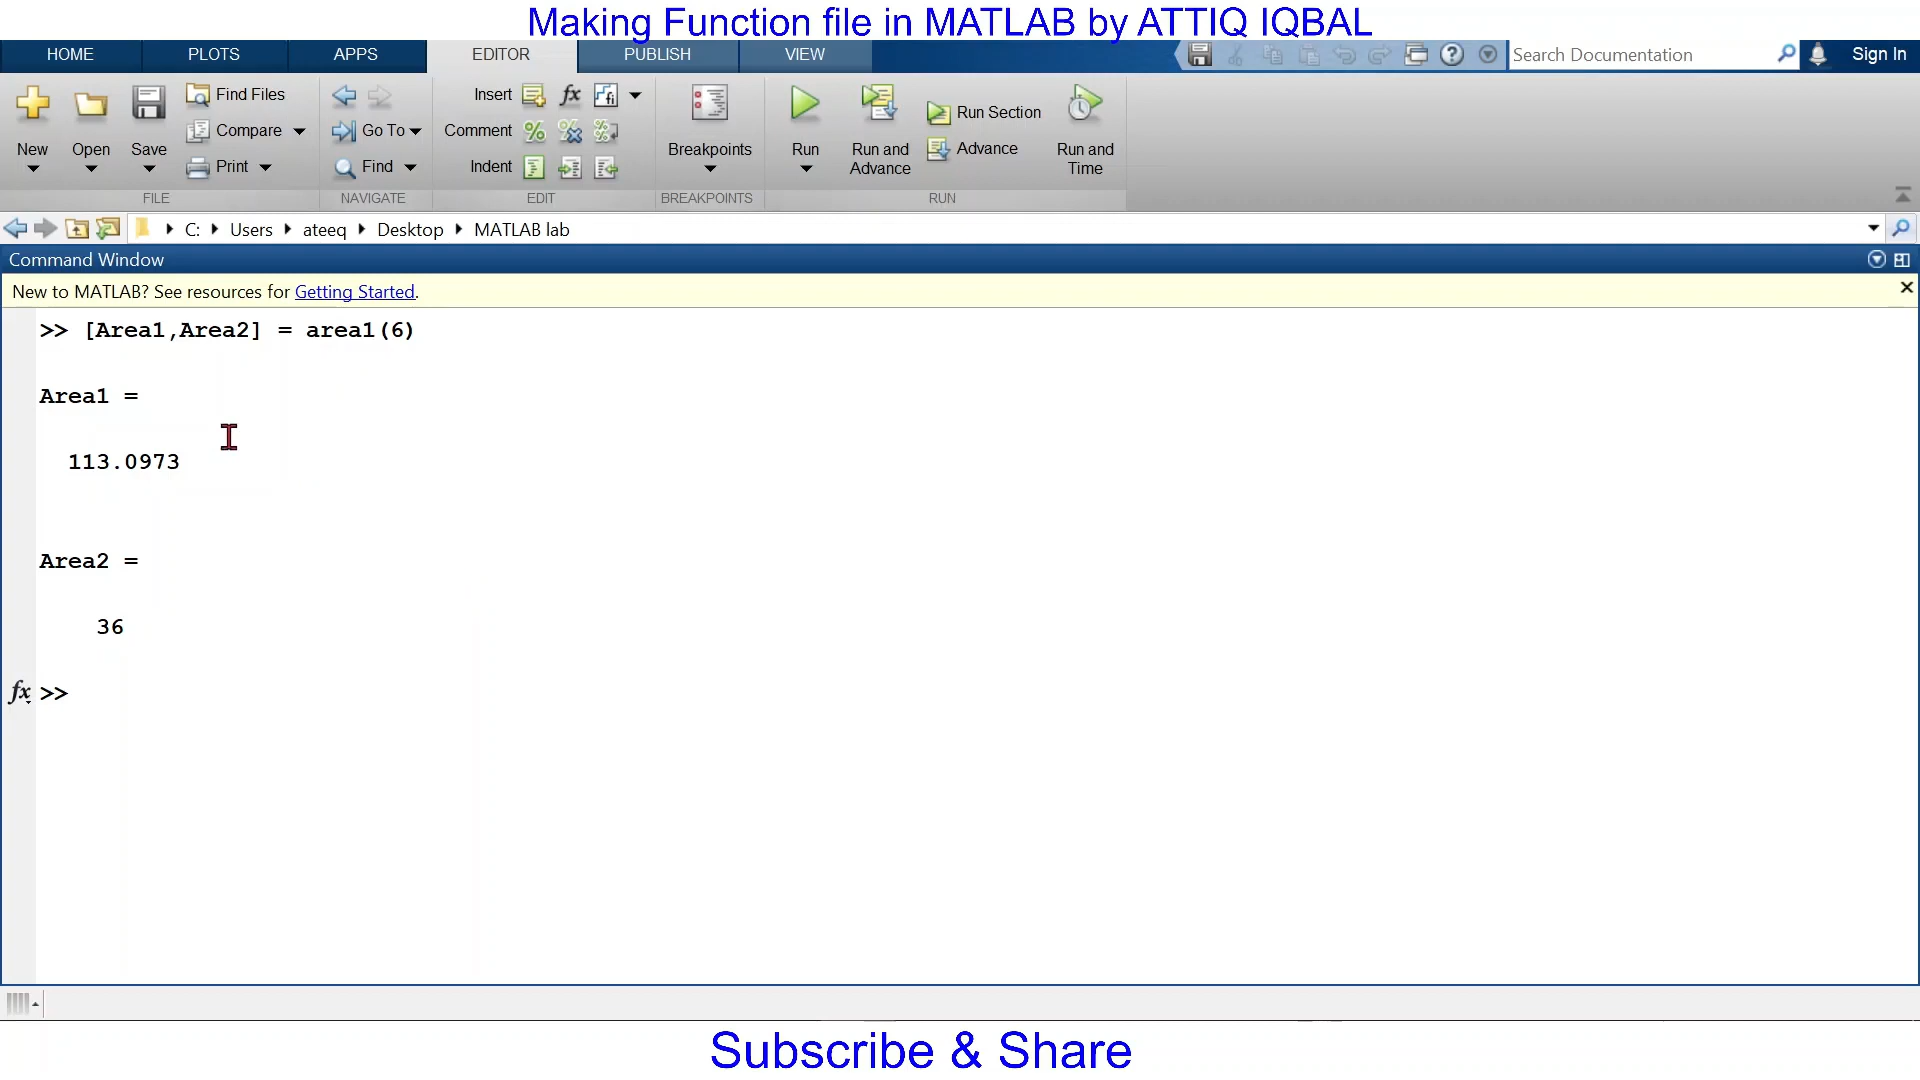 Making Function file in MATLAB by ATTIQ IQBAL
HOME PLOTS APPS EDITOR PUBLISH VIEW Search Documentation Sign In
New Open Save Find Files Compare Print Go To Find Insert fx Comment Indent Breakpoints Run Run and Advance Run Section Advance Run and Time
FILE NAVIGATE EDIT BREAKPOINTS RUN
C: Users ateeq Desktop MATLAB lab
Command Window
New to MATLAB? See resources for Getting Started.
>> [Area1,Area2] = area1(6)
Area1 =
113.0973
Area2 =
36
fx >>
Subscribe & Share